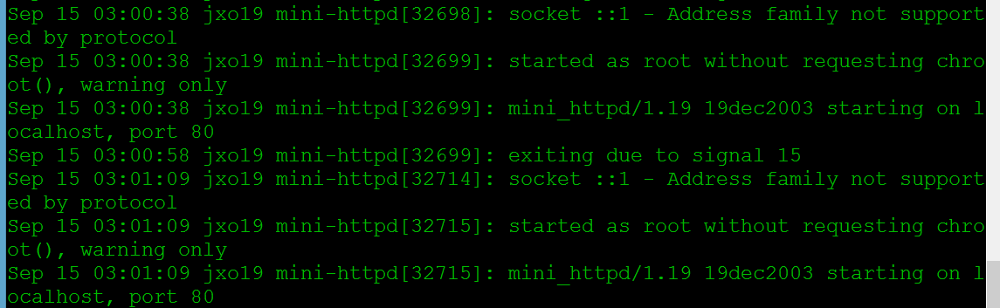 Sep 15 03:00:38 jxo19 mini-httpd[32698]: socket ::1 - Address family not support
ed by protocol
Sep 15 03:00:38 jxo19 mini-httpd[32699]: started as root without requesting chro
ot(), warning only
Sep 15 03:00:38 jxo19 mini-httpd[32699]: mini_httpd/1.19 19dec2003 starting on l
ocalhost, port 80
Sep 15 03:00:58 jxo19 mini-httpd[32699]: exiting due to signal 15
Sep 15 03:01:09 jxo19 mini-httpd[32714]: socket ::1 - Address family not support
ed by protocol
Sep 15 03:01:09 jxo19 mini-httpd[32715]: started as root without requesting chro
ot(), warning only
Sep 15 03:01:09 jxo19 mini-httpd[32715]: mini_httpd/1.19 19dec2003 starting on l
ocalhost, port 80